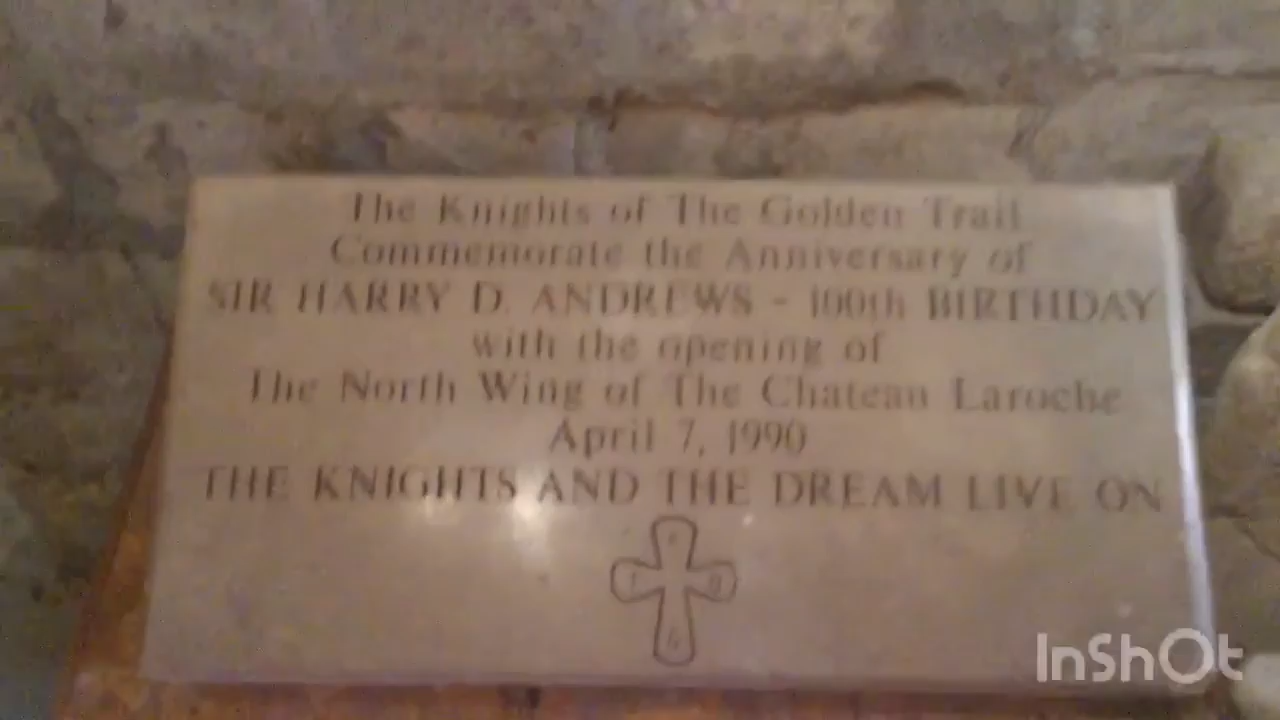 The Knights of The Golden Trail
Commemorate the Anniversary of
SIR HARRY D. ANDREWS - 100th BIRTHDAY
with the opening of
The North Wing of The Chateau Laroche
April 7, 1990
THE KNIGHTS AND THE DREAM LIVE ON
InShOt